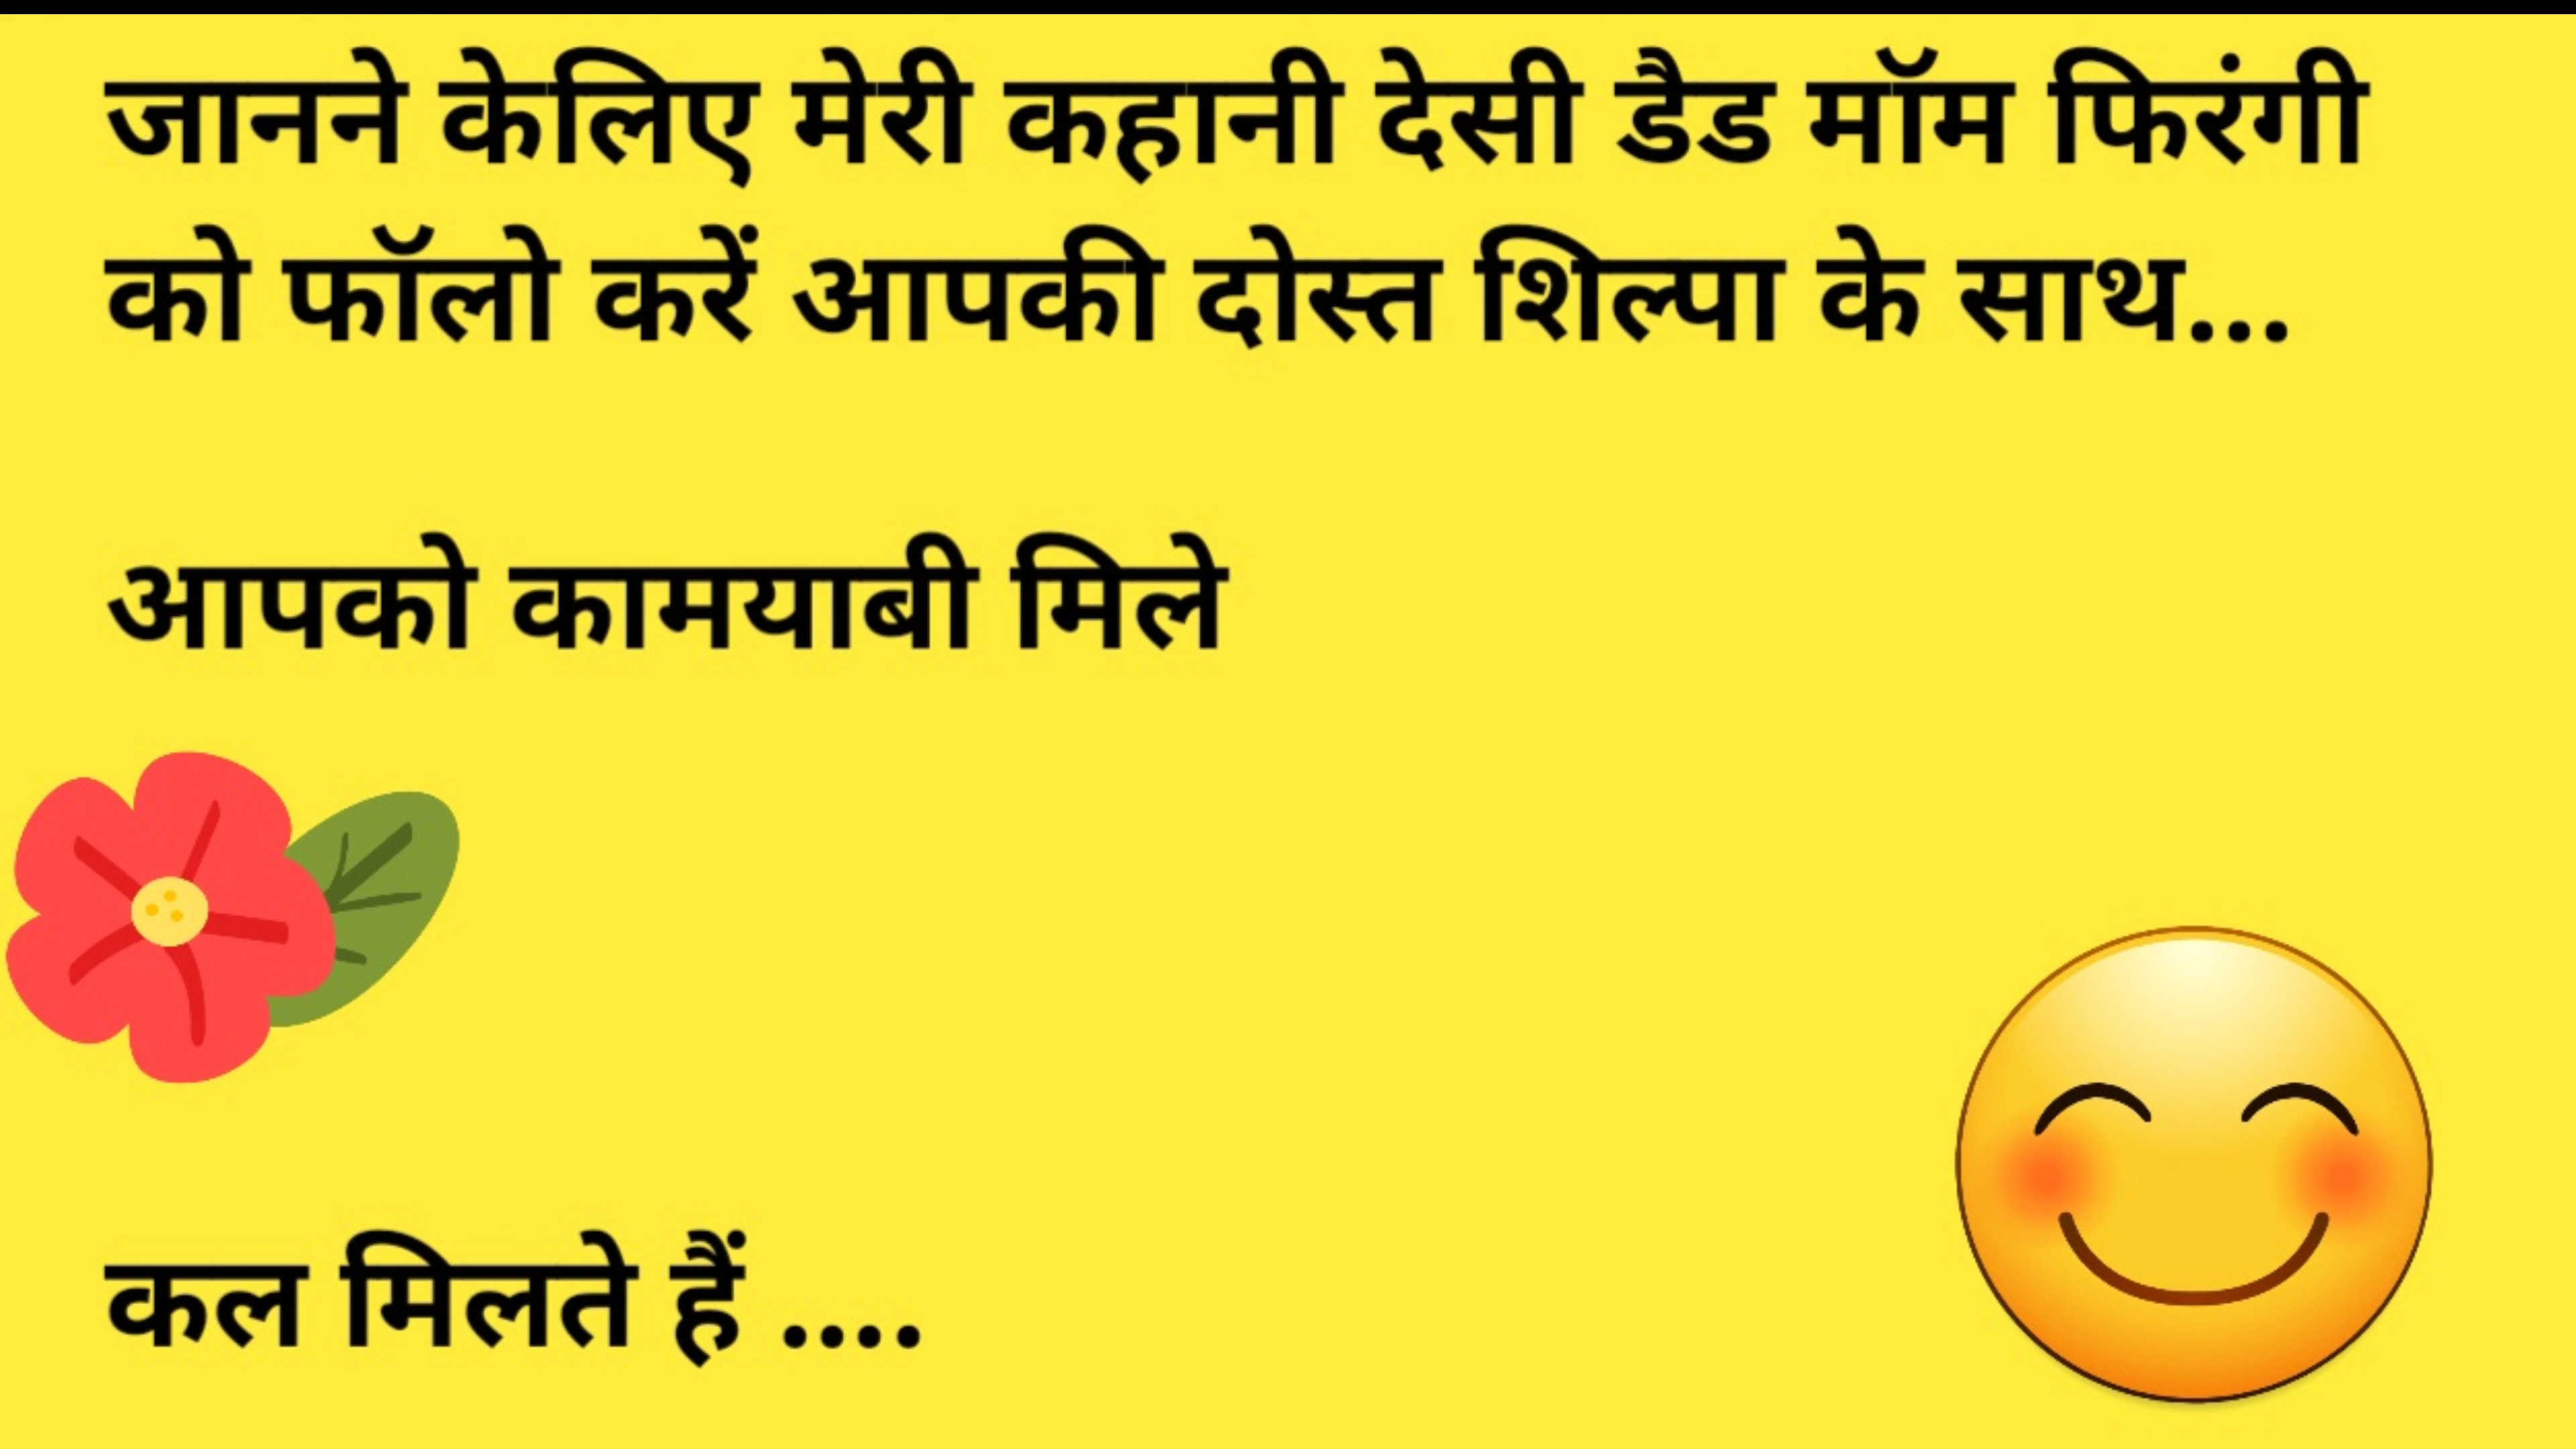 जानने केलिए मेरी कहानी देसी डैड मॉम फिरंगी
को फॉलो करें आपकी दोस्त शिल्पा के साथ...
आपको कामयाबी मिले
कल मिलते हैं ....